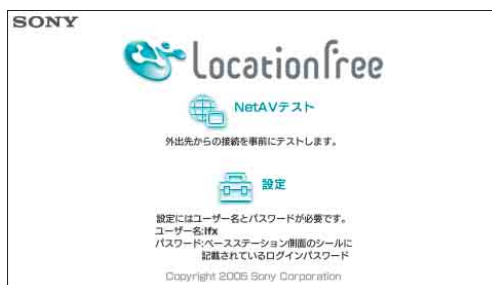 SONY
LocationFree
NetAVテスト
外出先からの接続を事前にテストします。
設定
設定にはユーザー名とパスワードが必要です。
ユーザー名:lfx
パスワード:ベースステーション側面のシールに
記載されているログインパスワード
Copyright 2005 Sony Corporation